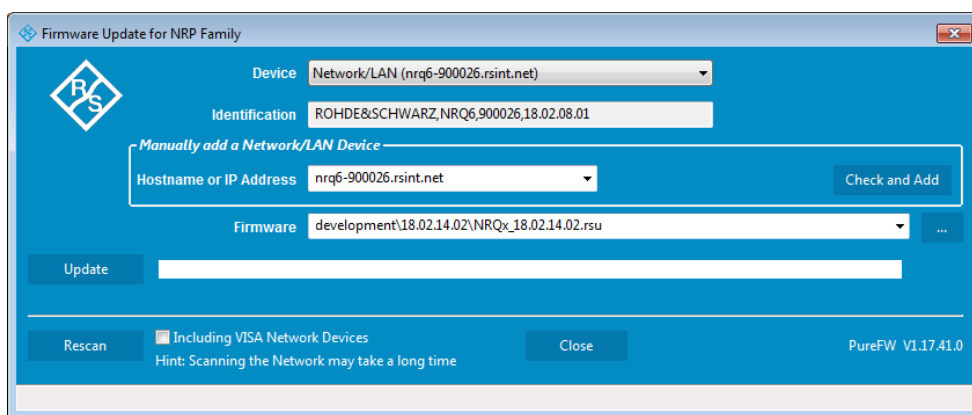 Firmware Update for NRP Family
R S
Device Network/LAN (nrq6-900026.rsint.net)
Identification ROHDE&SCHWARZ,NRQ6,900026,18.02.08.01
Manually add a Network/LAN Device
Hostname or IP Address nrq6-900026.rsint.net Check and Add
Firmware development\18.02.14.02\NRQx_18.02.14.02.rsu ...
Update
Rescan Including VISA Network Devices Close PureFW V1.17.41.0
Hint: Scanning the Network may take a long time